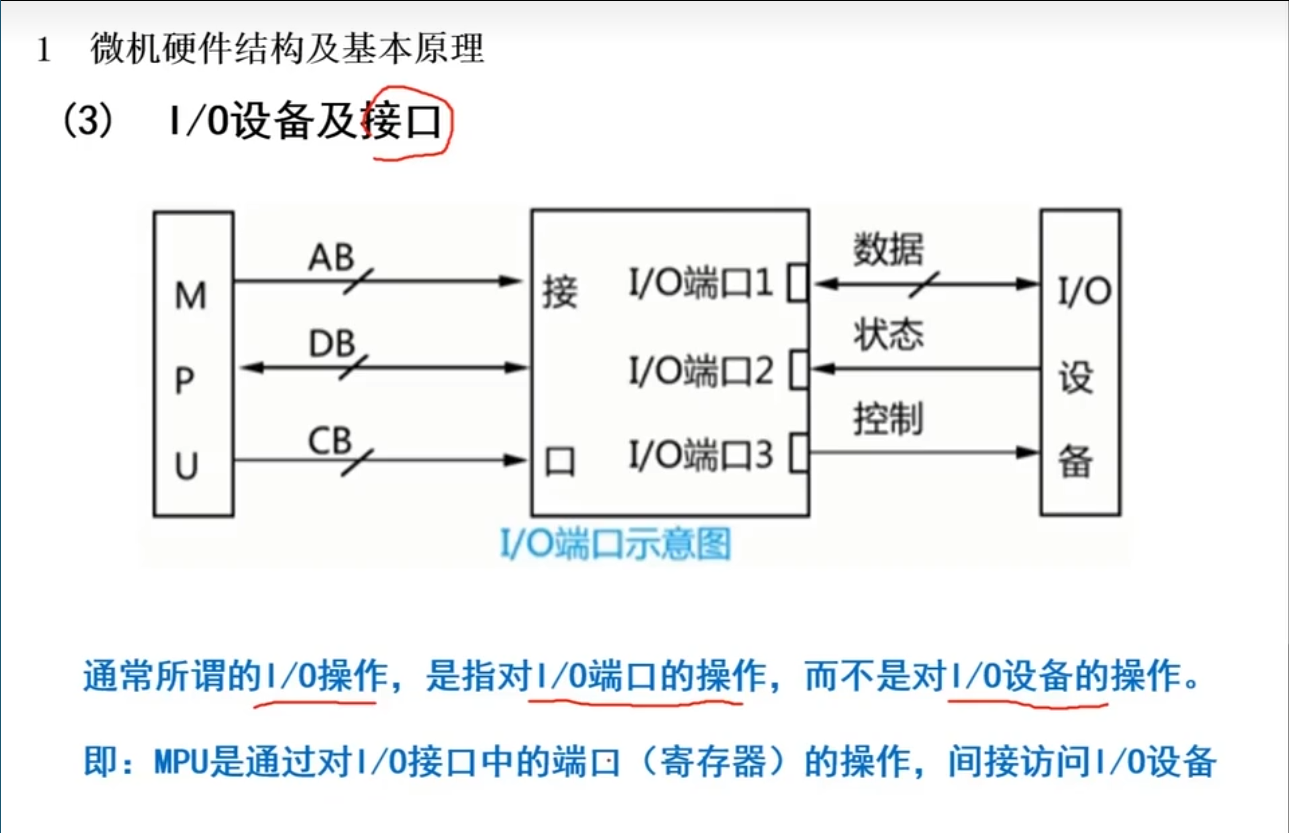 1 微机硬件结构及基本原理
(3) I/O设备及接口
AB
数据
M
接
I/O端口1
I/O
DB
状态
P
I/O端口2
设
CB
控制
U
口
I/O端口3
备
I/O端口示意图
通常所谓的I/O操作，是指对I/O端口的操作，而不是对I/O设备的操作。
即：MPU是通过对I/O接口中的端口（寄存器）的操作，间接访问I/O设备